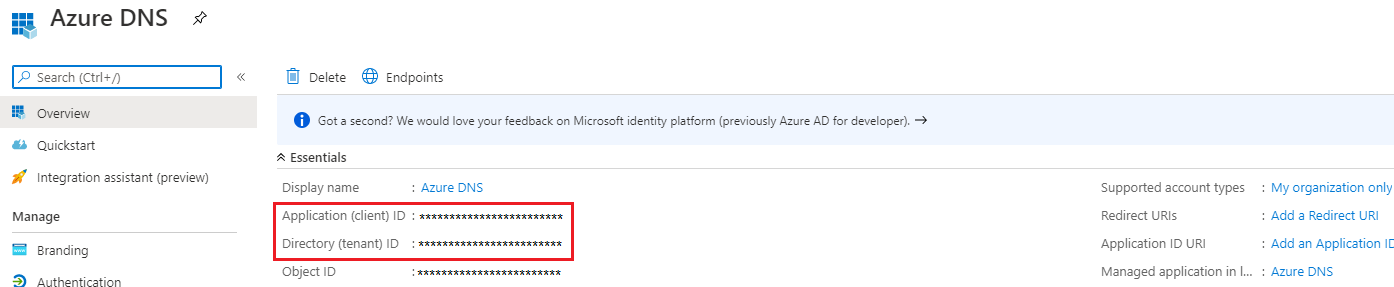 Azure DNS
Search (Ctrl+/)
«
Overview
Quickstart
Integration assistant (preview)
Manage
Branding
Authentication
Delete
Endpoints
Got a second? We would love your feedback on Microsoft identity platform (previously Azure AD for developer). →
Essentials
Display name : Azure DNS
Application (client) ID : ************************
Directory (tenant) ID : ************************
Object ID : ************************
Supported account types : My organization only
Redirect URIs : Add a Redirect URI
Application ID URI : Add an Application ID
Managed application in l... : Azure DNS